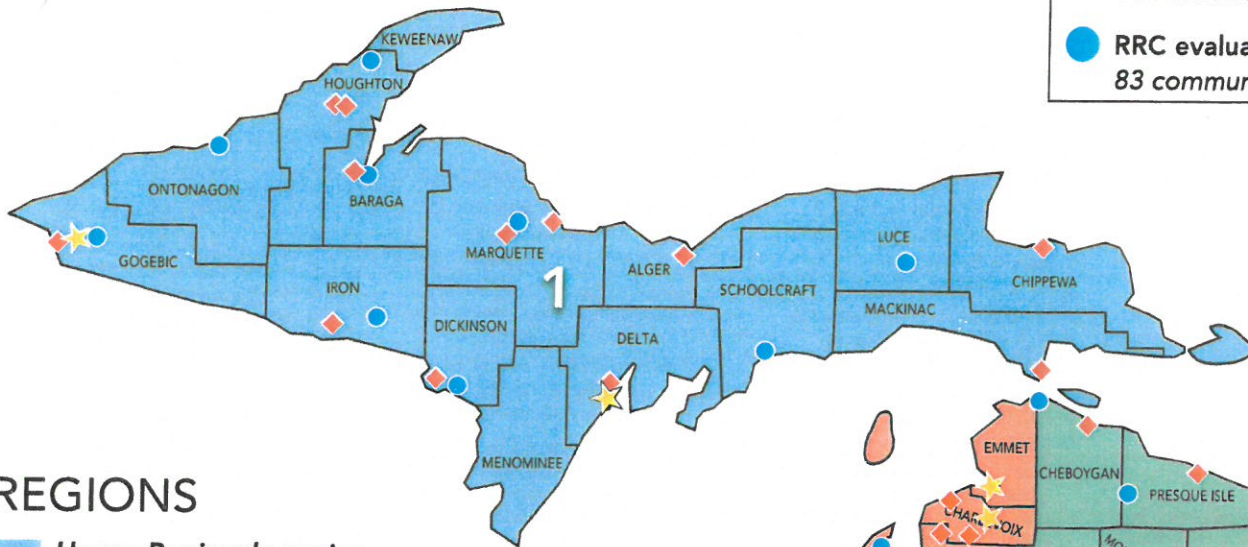 RRC evalua
83 commun
KEWEENAW
HOUGHTON
ONTONAGON
BARAGA
GOGEBIC
MARQUETTE
1
ALGER
LUCE
CHIPPEWA
IRON
SCHOOLCRAFT
MACKINAC
DICKINSON
DELTA
MENOMINEE
EMMET
CHEBOYGAN
PRESQUE ISLE
REGIONS